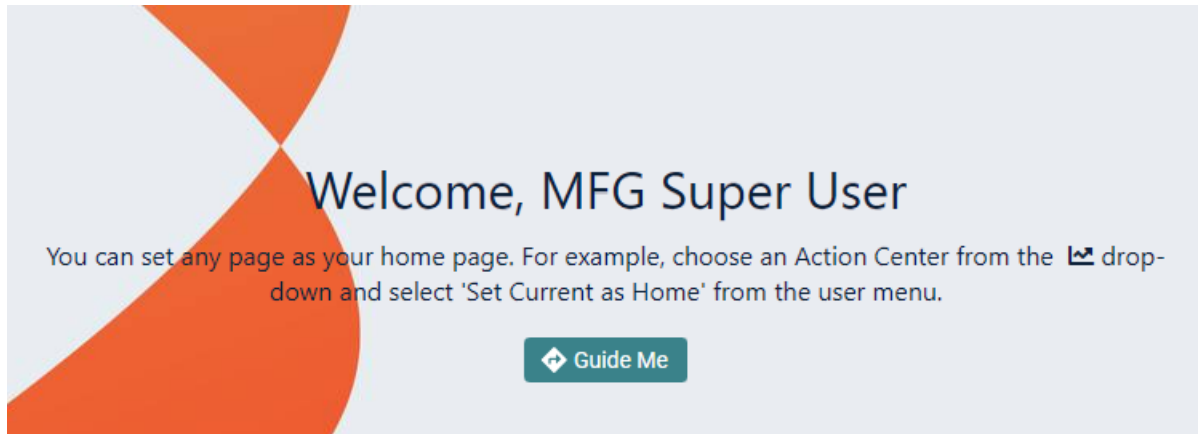 Welcome, MFG Super User
You can set any page as your home page. For example, choose an Action Center from the drop-
down and select 'Set Current as Home' from the user menu.
Guide Me